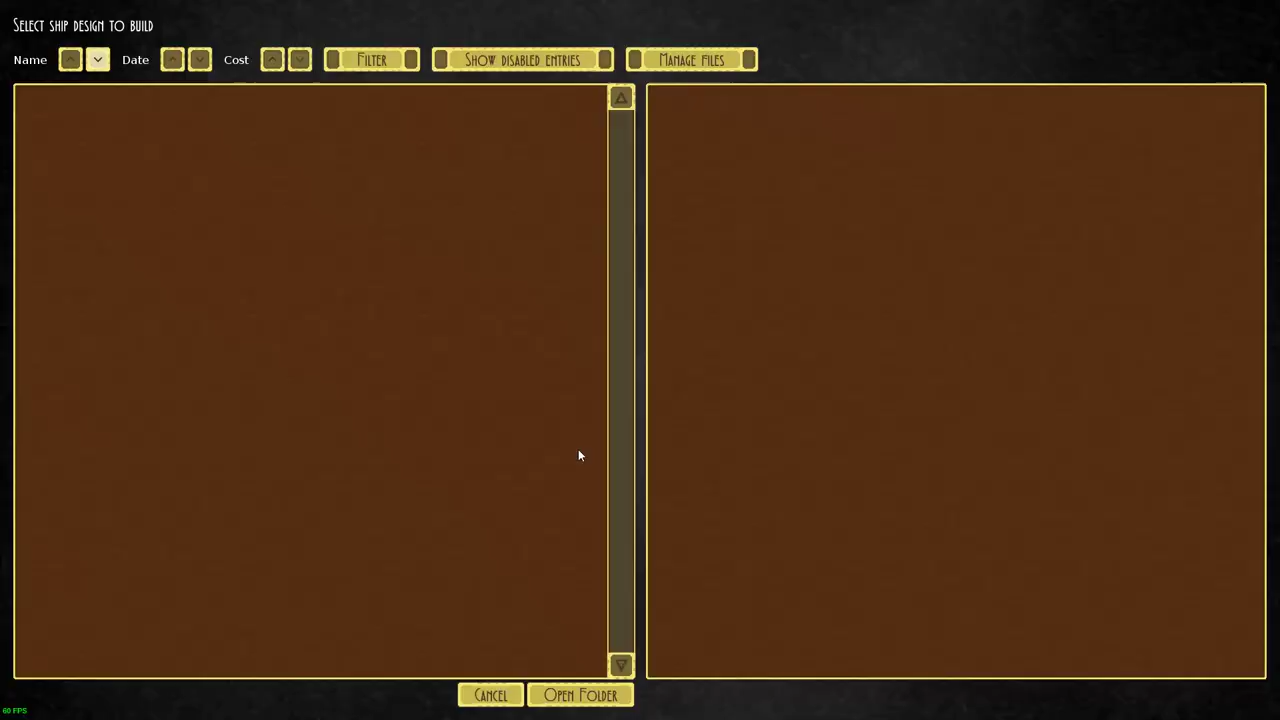 Select ship design to build
Name Date Cost Filter Show disabled entries Manage files
Cancel Open Folder
60 FPS